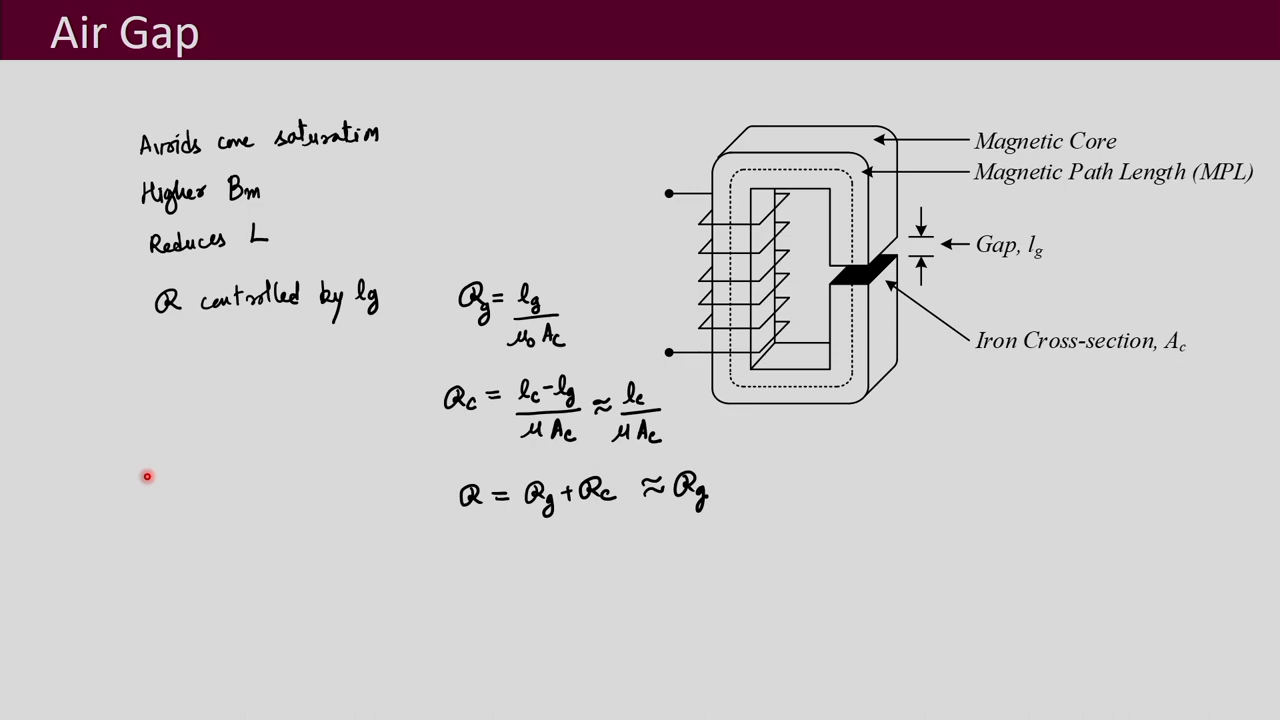 Air Gap
Avoids core saturation
Higher Bm
Reduces L
R controlled by lg
Rg = lg / μ0 Ac
Rc = lc - lg / μ Ac ≈ lc / μ Ac
R = Rg + Rc ≈ Rg
Magnetic Core
Magnetic Path Length (MPL)
Gap, lg
Iron Cross-section, Ac